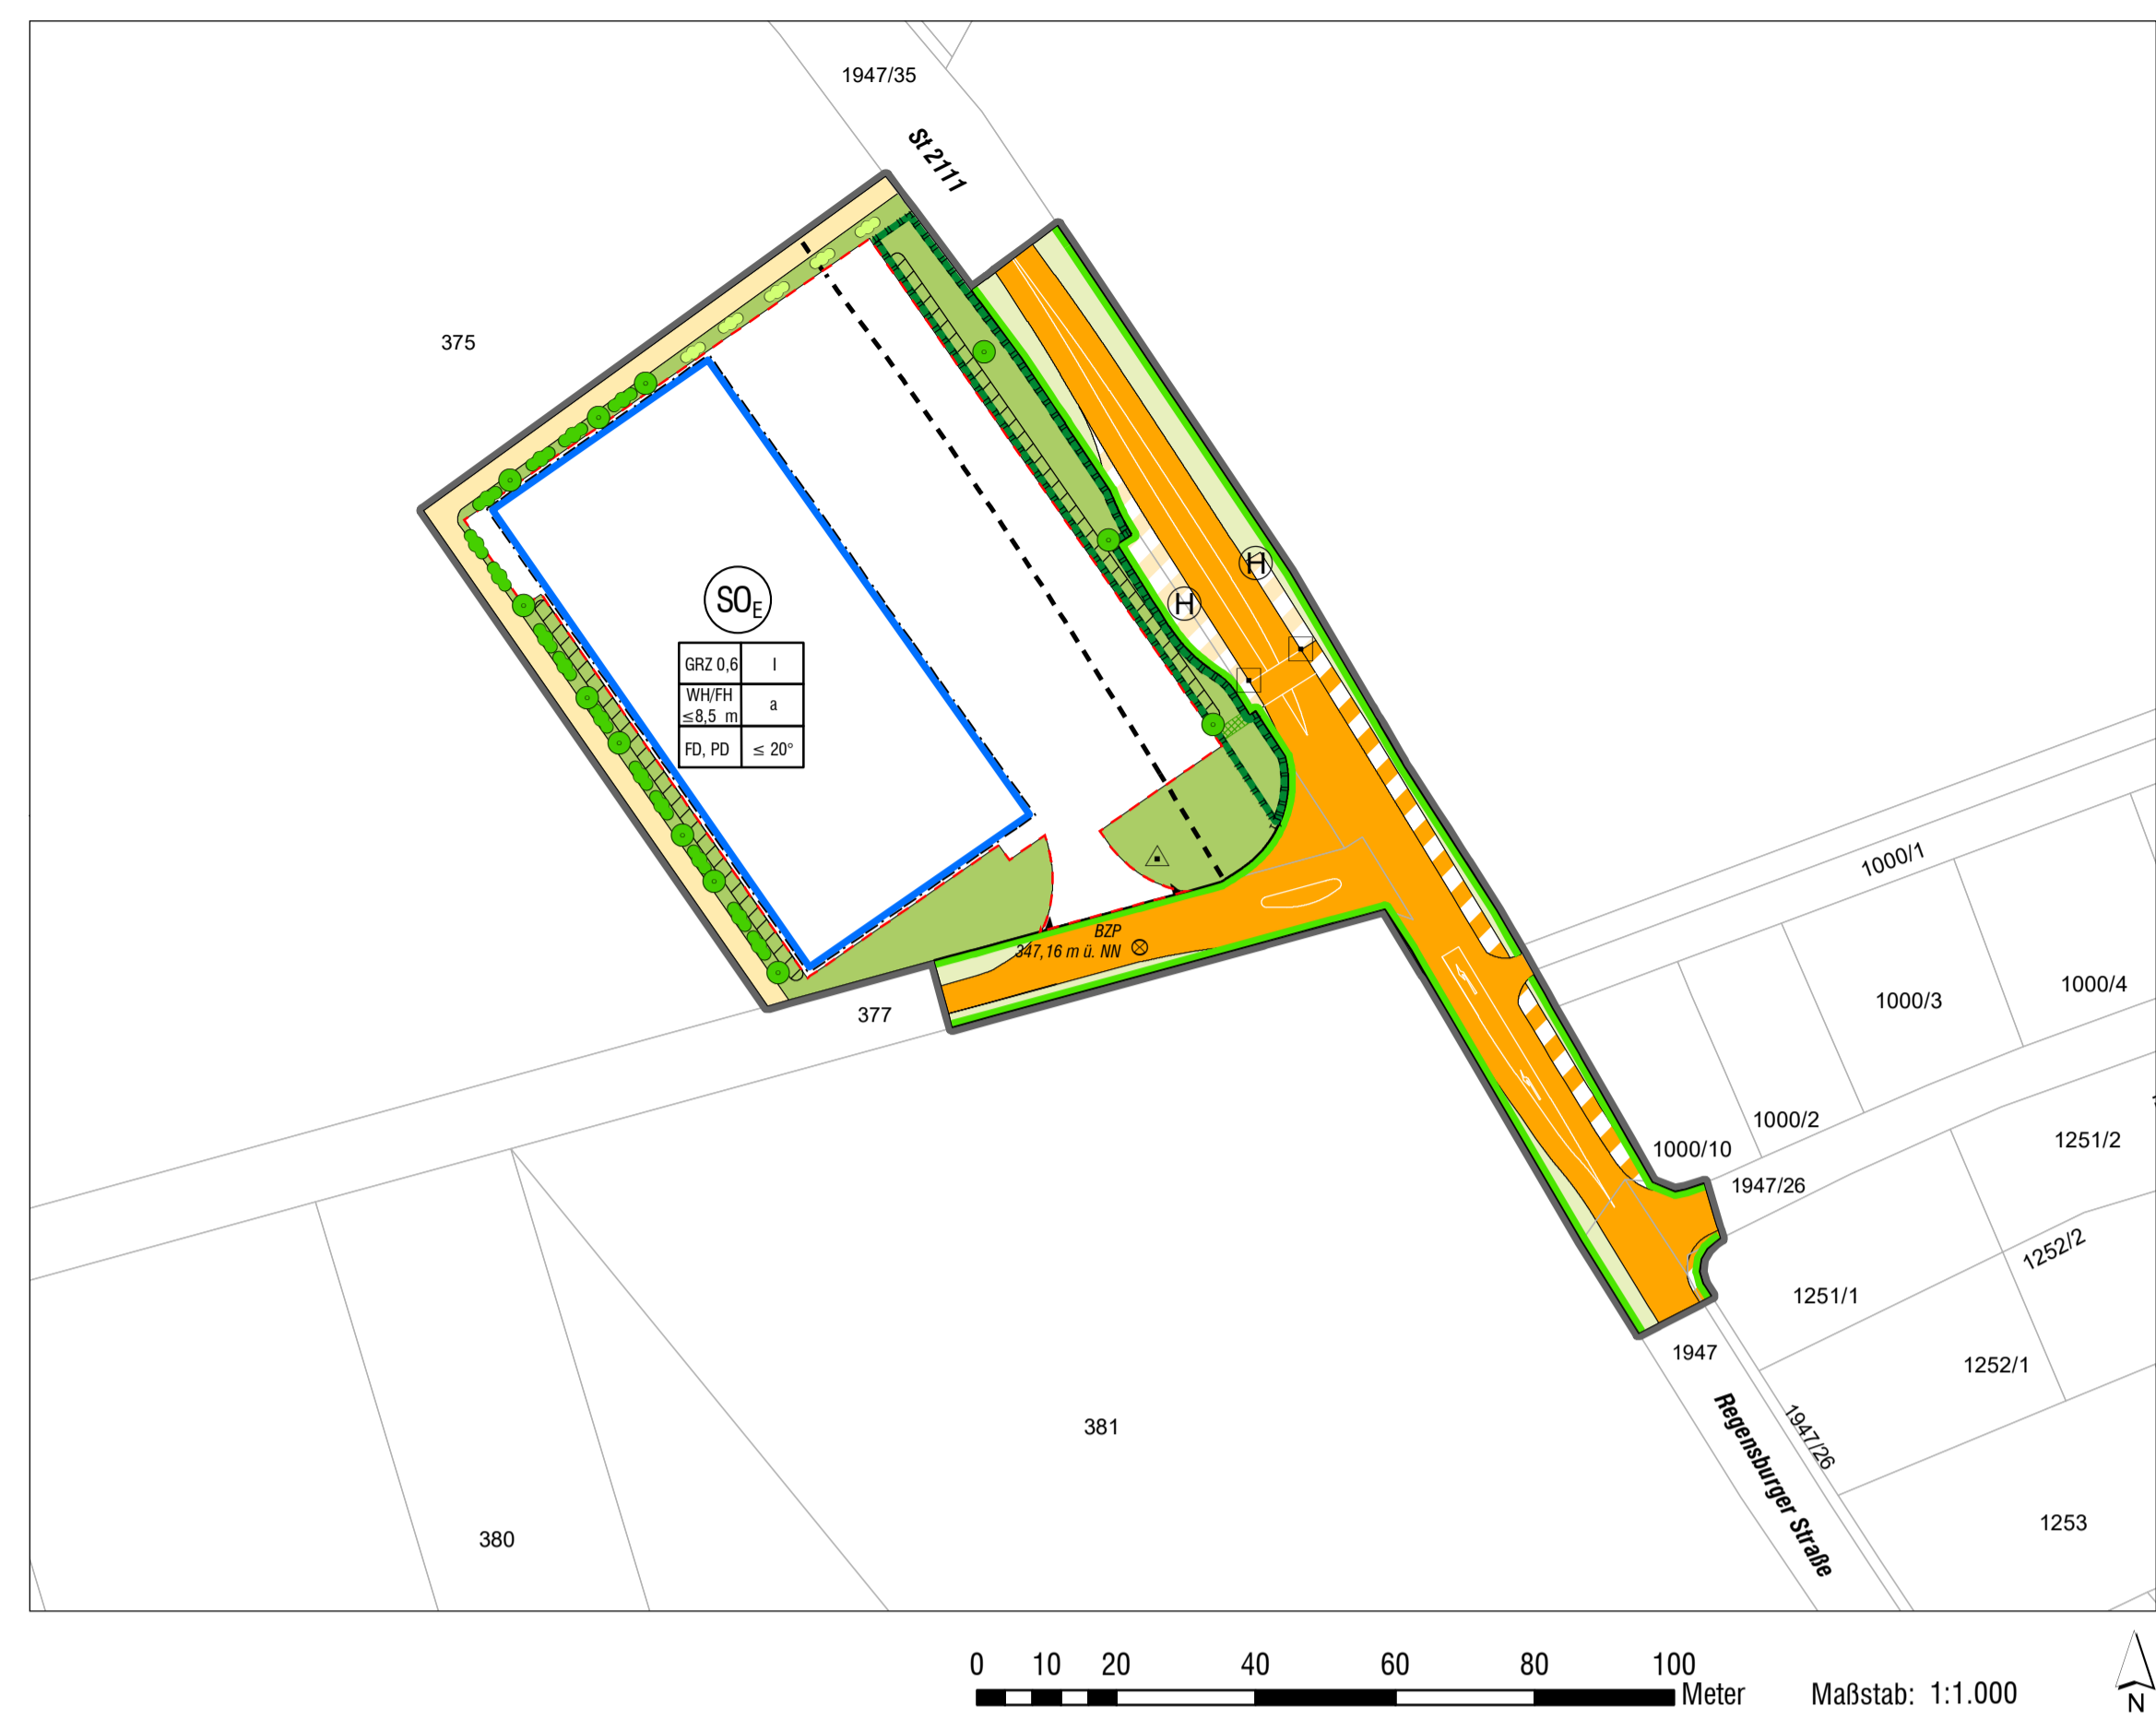 1947/35
St 2111
375
H
H
SOE
GRZ 0,6 I
WH/FH
≤8,5 m a
FD, PD ≤ 20°
BZP
347,16 m ü. NN
377
1000/1
1000/3
1000/4
1000/2
1000/10
1251/2
1947/26
1252/2
1251/1
1947
1252/1
381
Regensburger Straße
1947/26
380
1253
0 10 20 40 60 80 100
Meter
Maßstab: 1:1.000
N